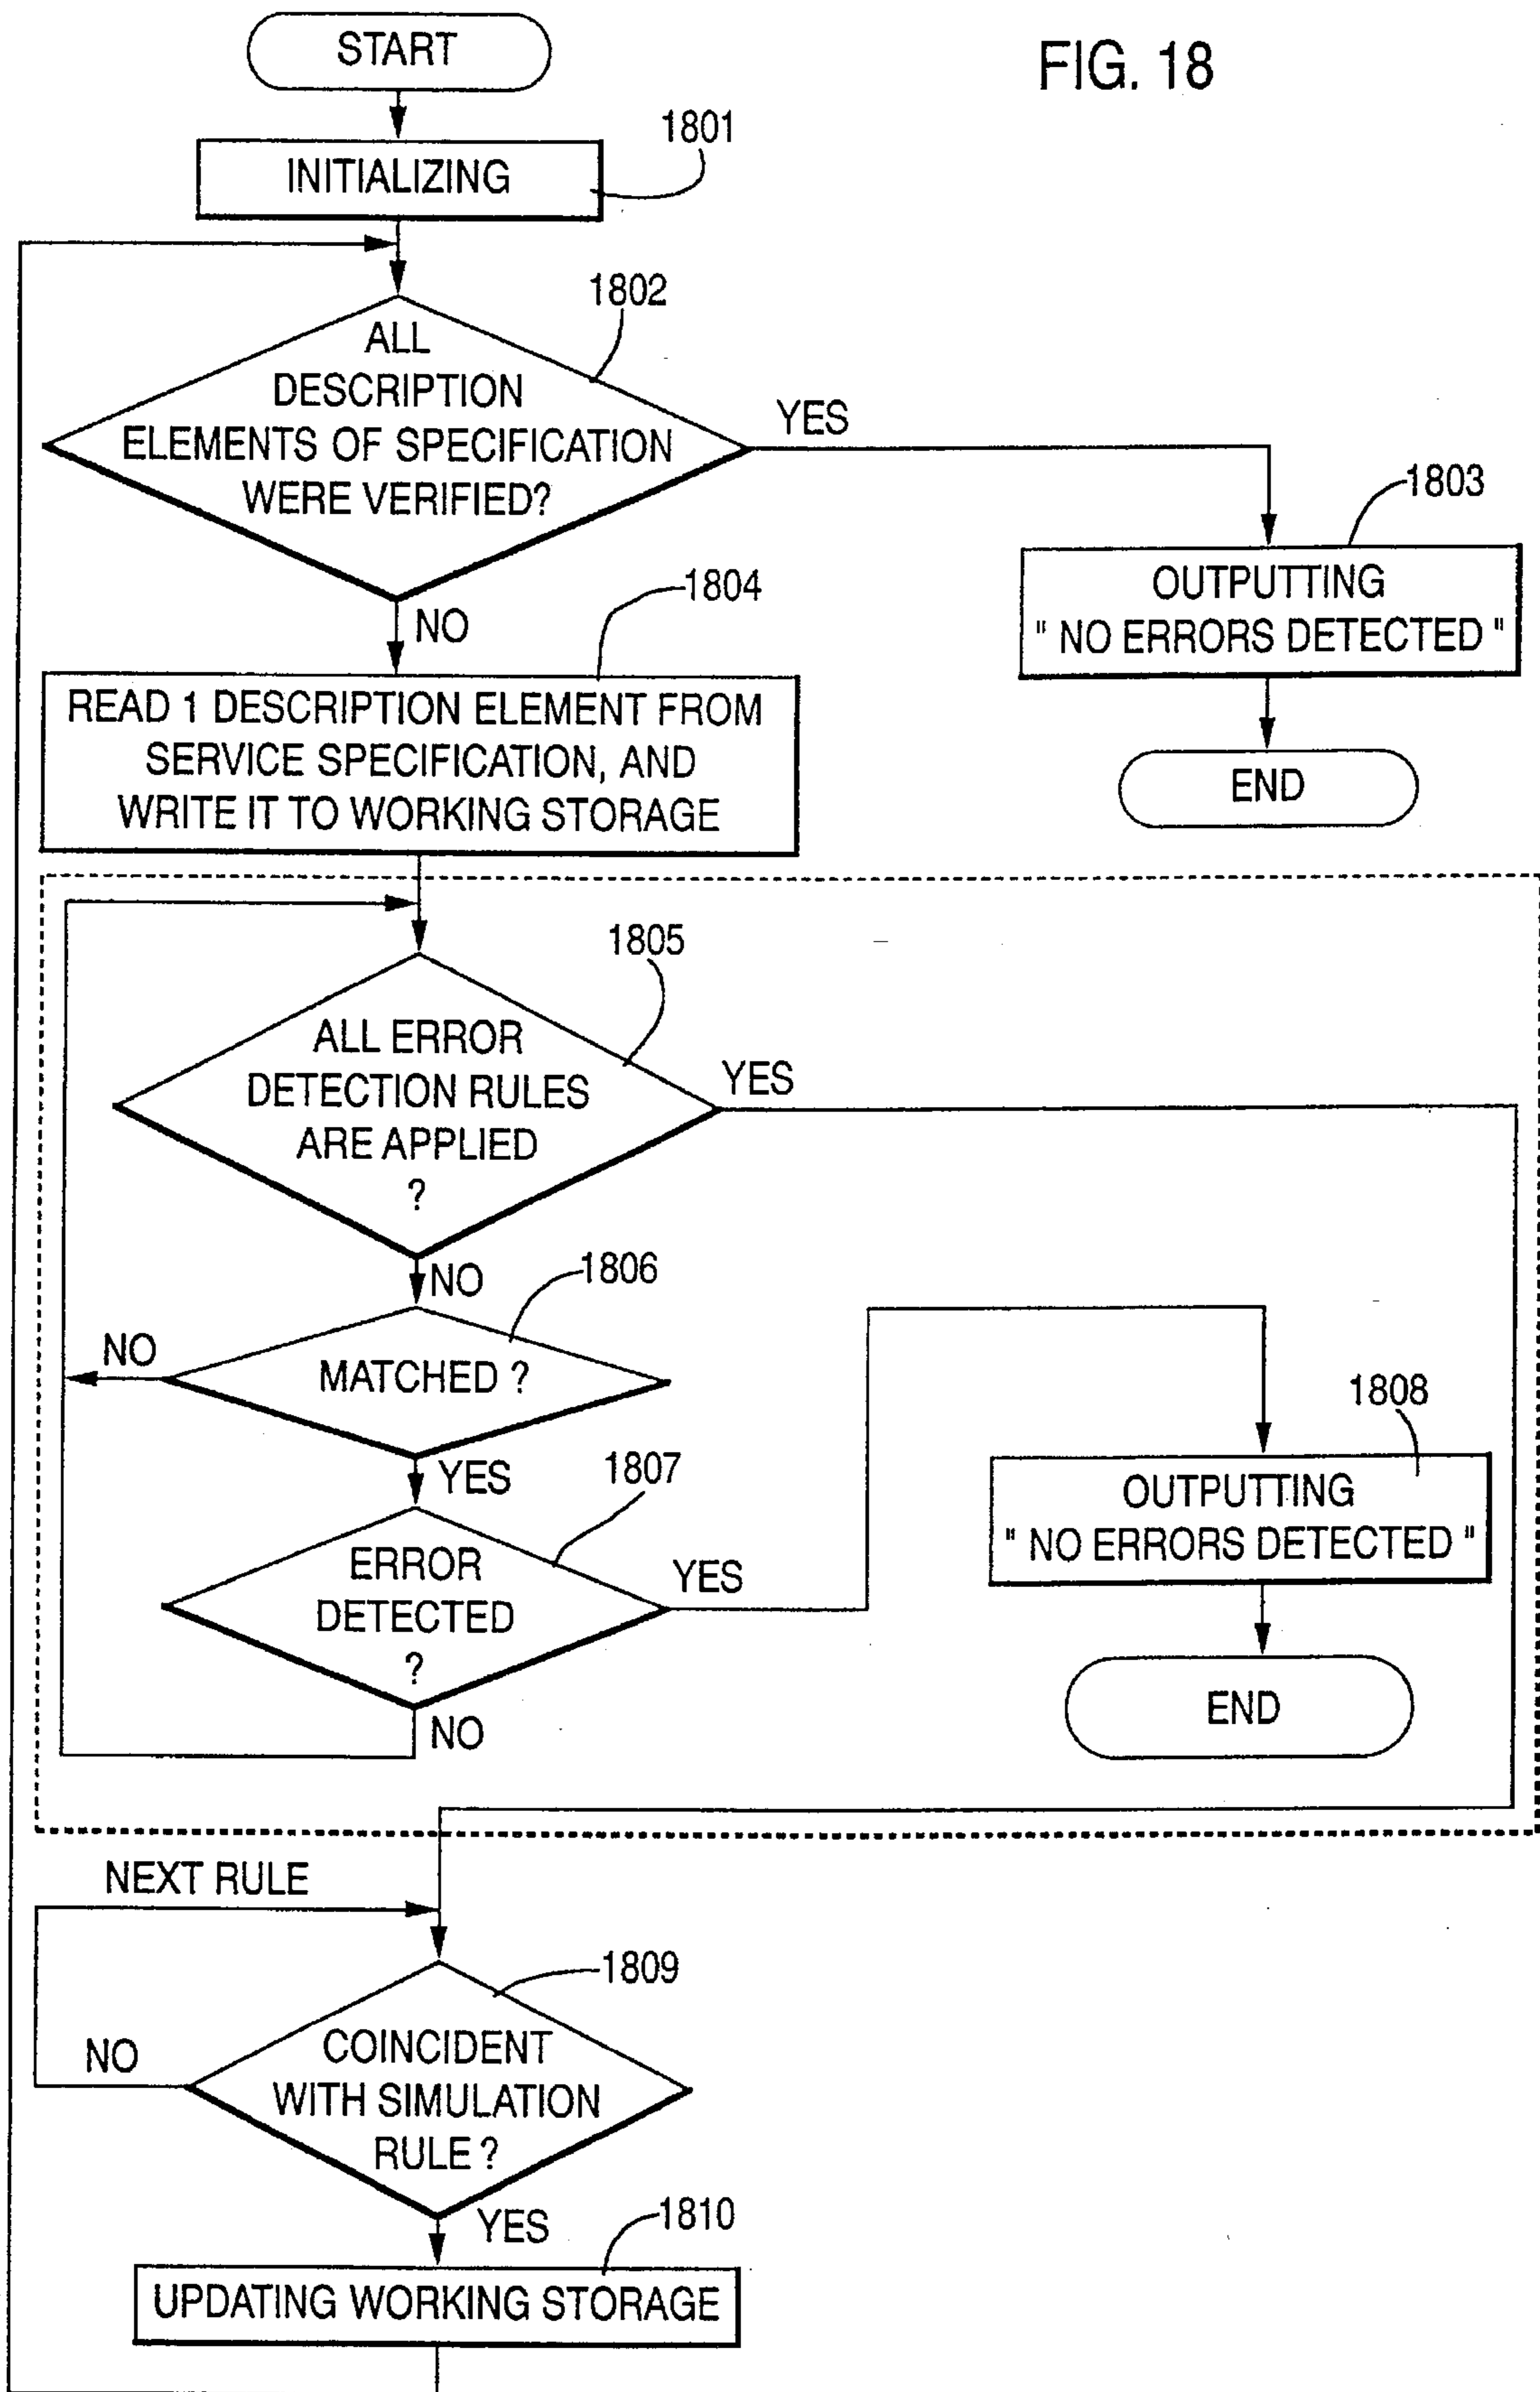 START
FIG. 18
1801
INITIALIZING
1802
ALL
DESCRIPTION
ELEMENTS OF SPECIFICATION
WERE VERIFIED?
YES
1803
OUTPUTTING
" NO ERRORS DETECTED "
END
NO
1804
READ 1 DESCRIPTION ELEMENT FROM
SERVICE SPECIFICATION, AND
WRITE IT TO WORKING STORAGE
1805
ALL ERROR
DETECTION RULES
ARE APPLIED
?
YES
NO
1806
MATCHED ?
NO
YES
1807
ERROR
DETECTED
?
YES
NO
1808
OUTPUTTING
" NO ERRORS DETECTED "
END
NEXT RULE
1809
COINCIDENT
WITH SIMULATION
RULE ?
NO
YES
1810
UPDATING WORKING STORAGE